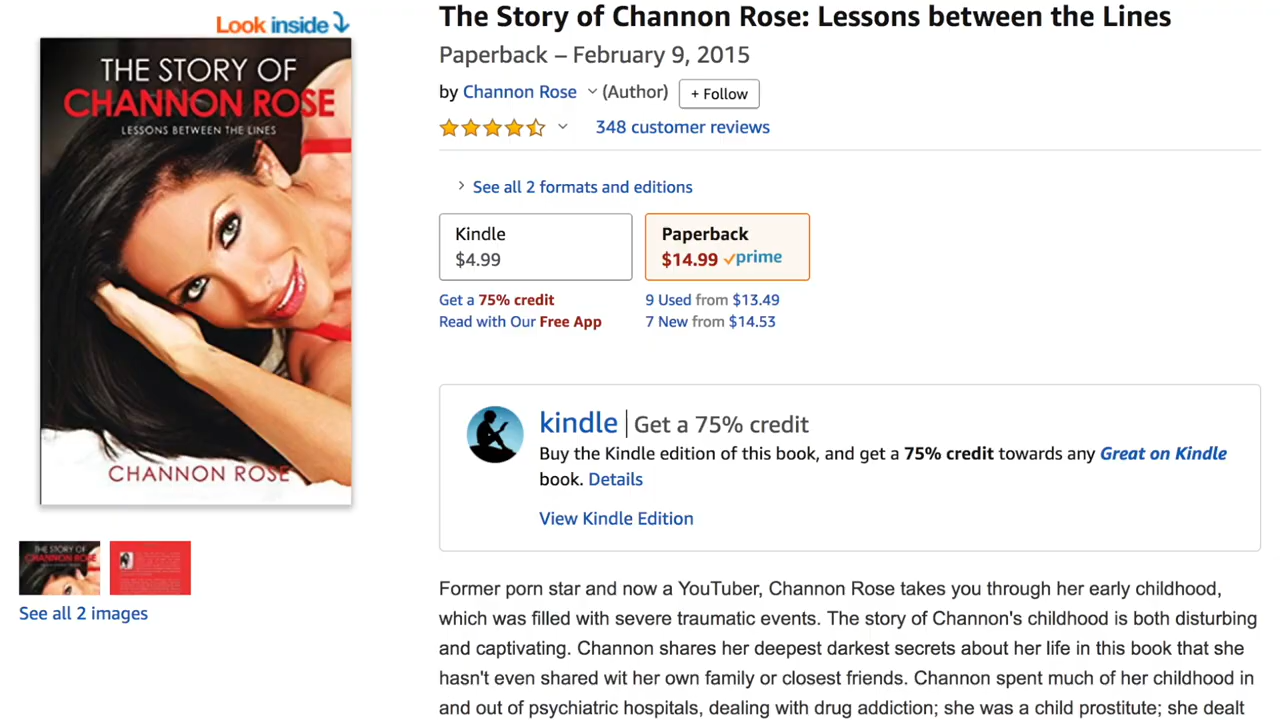 Look inside
THE STORY OF
CHANNON ROSE
LESSONS BETWEEN THE LINES
CHANNON ROSE
THE STORY OF
CHANNON ROSE
See all 2 images
The Story of Channon Rose: Lessons between the Lines
Paperback – February 9, 2015
by Channon Rose (Author) + Follow
348 customer reviews
See all 2 formats and editions
Kindle
$4.99
Paperback
$14.99 prime
Get a 75% credit
Read with Our Free App
9 Used from $13.49
7 New from $14.53
kindle | Get a 75% credit
Buy the Kindle edition of this book, and get a 75% credit towards any Great on Kindle
book. Details
View Kindle Edition
Former porn star and now a YouTuber, Channon Rose takes you through her early childhood,
which was filled with severe traumatic events. The story of Channon's childhood is both disturbing
and captivating. Channon shares her deepest darkest secrets about her life in this book that she
hasn't even shared wit her own family or closest friends. Channon spent much of her childhood in
and out of psychiatric hospitals, dealing with drug addiction; she was a child prostitute; she dealt